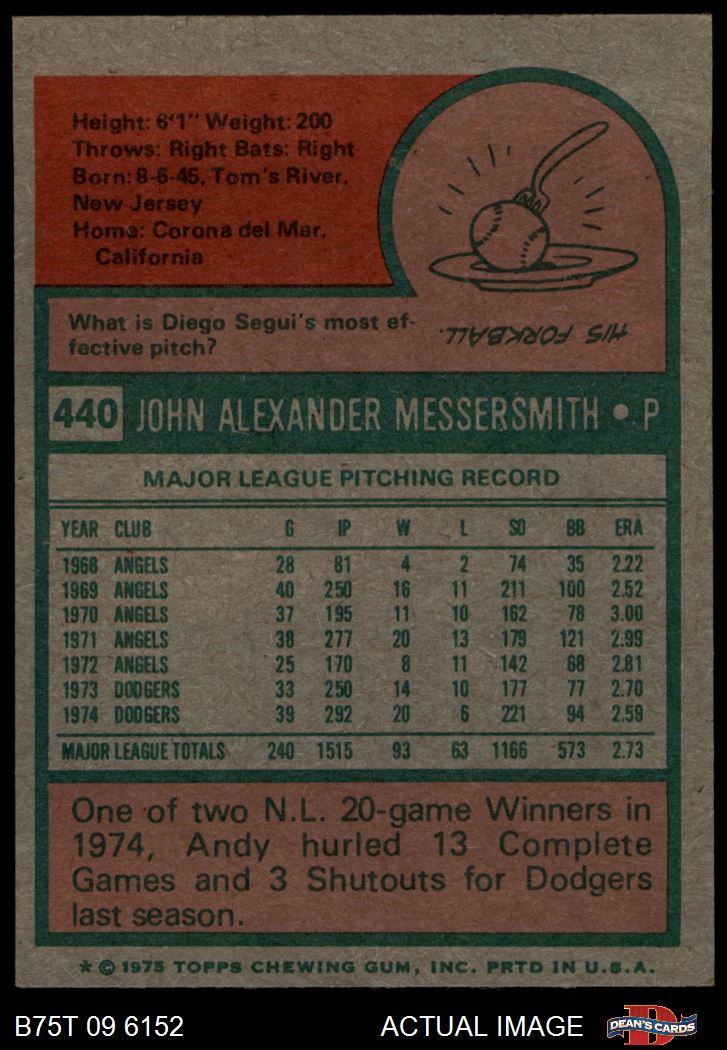 Height: 6'1" Weight: 200
Throws: Right Bats: Right
Born: 8-6-45, Tom's River,
New Jersey
Home: Corona del Mar,
California
What is Diego Segui's most ef-
fective pitch?
HIS FORKBALL.
440 JOHN ALEXANDER MESSERSMITH • P
MAJOR LEAGUE PITCHING RECORD
YEAR CLUB G IP W L SO BB ERA
1968 ANGELS 28 81 4 2 74 35 2.22
1969 ANGELS 40 250 16 11 211 100 2.52
1970 ANGELS 37 195 11 10 162 78 3.00
1971 ANGELS 38 277 20 13 179 121 2.99
1972 ANGELS 25 170 8 11 142 68 2.81
1973 DODGERS 33 250 14 10 177 77 2.70
1974 DODGERS 39 292 20 6 221 94 2.59
MAJOR LEAGUE TOTALS 240 1515 93 63 1166 573 2.73
One of two N.L. 20-game Winners in
1974, Andy hurled 13 Complete
Games and 3 Shutouts for Dodgers
last season.
* © 1975 TOPPS CHEWING GUM, INC. PRTD IN U.S.A.
B75T 09 6152 ACTUAL IMAGE DEAN'S CARDS